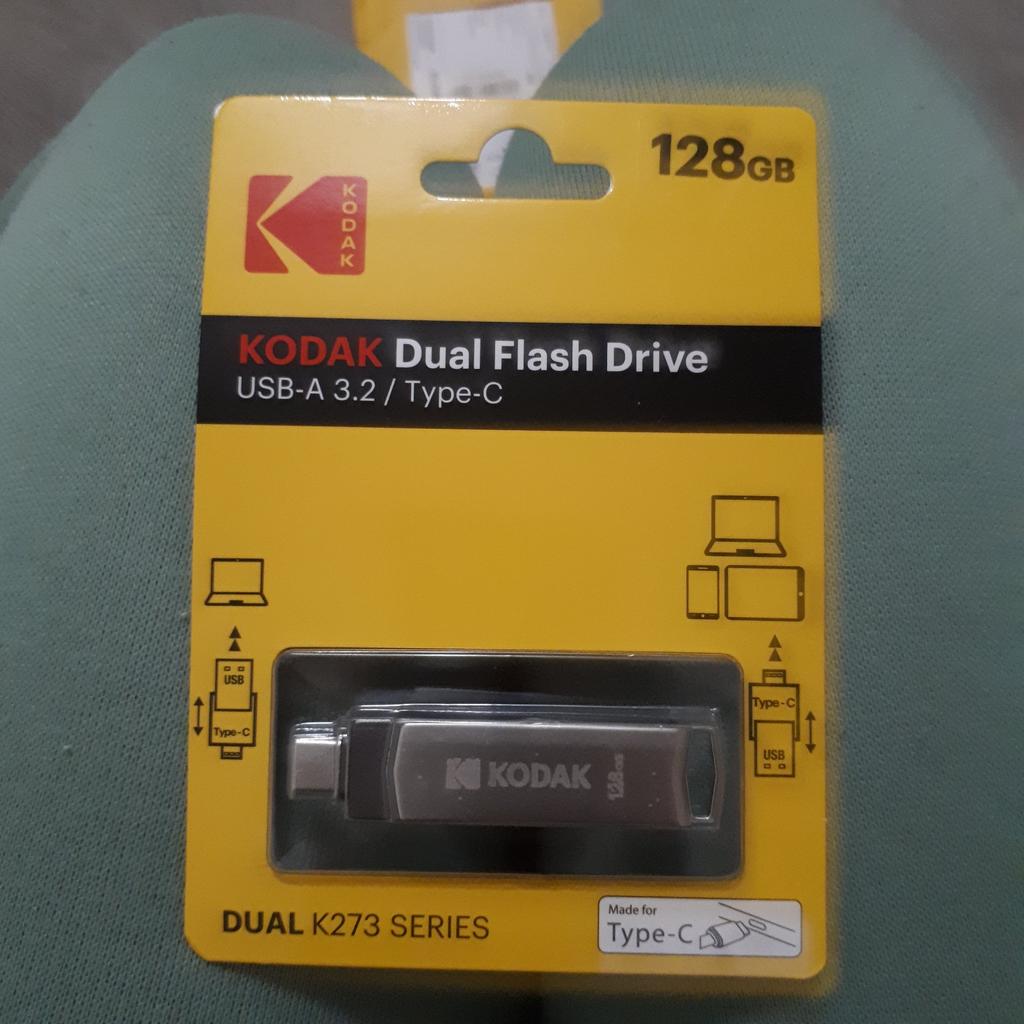 128GB
KODAK
KODAK Dual Flash Drive
USB-A 3.2 / Type-C
USB
Type-C
Type-C
USB
KODAK 128GB
DUAL K273 SERIES
Made for
Type-C